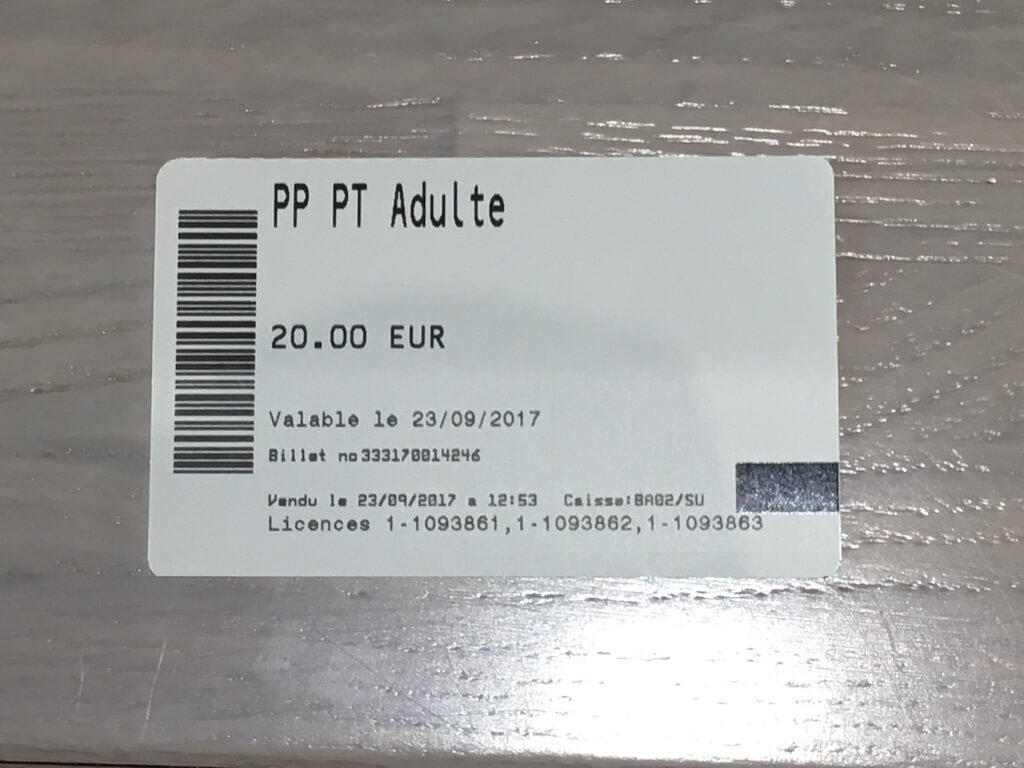 PP PT Adulte
20.00 EUR
Valable le 23/09/2017
Billet no333170014246
Vendu le 23/09/2017 a 12:53 Caisse:BA02/SU
Licences 1-1093861,1-1093862,1-1093863